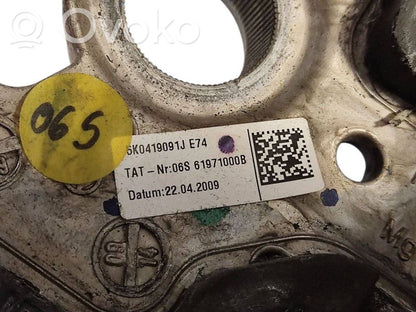 Ovoko
06S
5K0419091J E74
TAT – Nr:06S 61971000B
Datum:22.04.2009